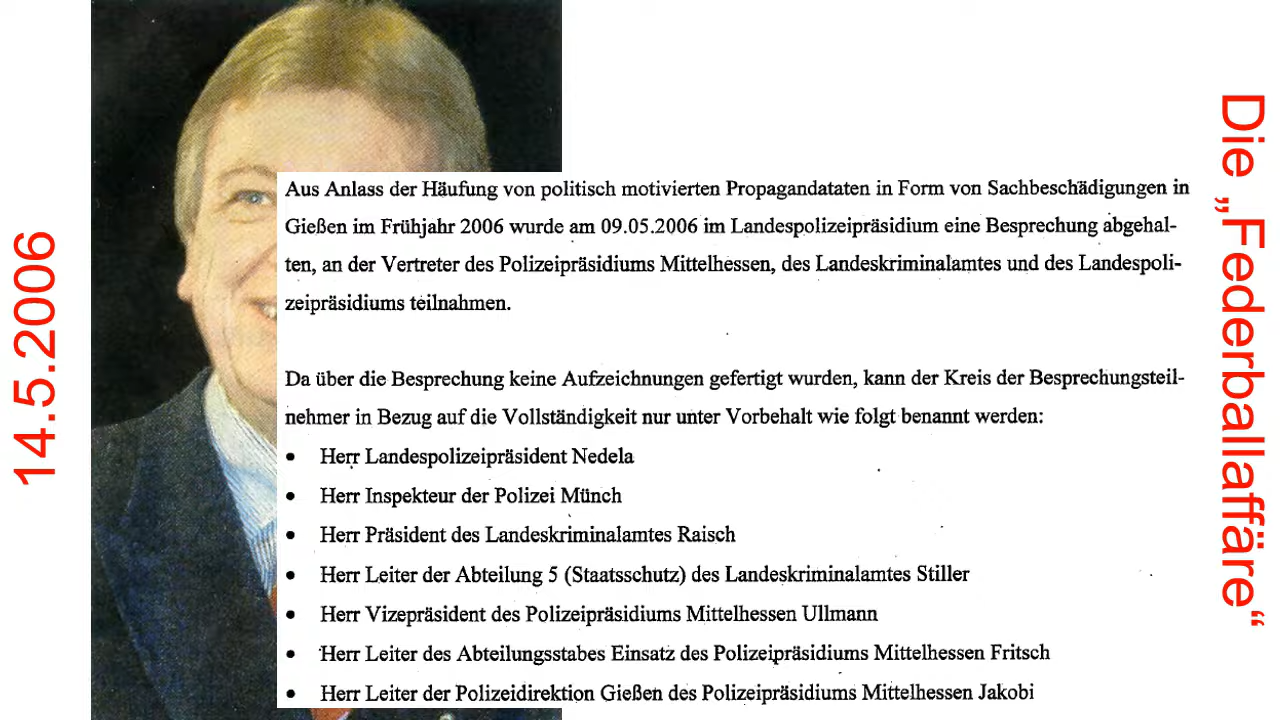 14.5.2006
Aus Anlass der Häufung von politisch motivierten Propagandataten in Form von Sachbeschädigungen in
Gießen im Frühjahr 2006 wurde am 09.05.2006 im Landespolizeipräsidium eine Besprechung abgehal-
ten, an der Vertreter des Polizeipräsidiums Mittelhessen, des Landeskriminalamtes und des Landespoli-
zeipräsidiums teilnahmen.
Da über die Besprechung keine Aufzeichnungen gefertigt wurden, kann der Kreis der Besprechungsteil-
nehmer in Bezug auf die Vollständigkeit nur unter Vorbehalt wie folgt benannt werden:
• Herr Landespolizeipräsident Nedela
• Herr Inspekteur der Polizei Münch
• Herr Präsident des Landeskriminalamtes Raisch
• Herr Leiter der Abteilung 5 (Staatsschutz) des Landeskriminalamtes Stiller
• Herr Vizepräsident des Polizeipräsidiums Mittelhessen Ullmann
• Herr Leiter des Abteilungsstabes Einsatz des Polizeipräsidiums Mittelhessen Fritsch
• Herr Leiter der Polizeidirektion Gießen des Polizeipräsidiums Mittelhessen Jakobi
Die „Federballaffäre“